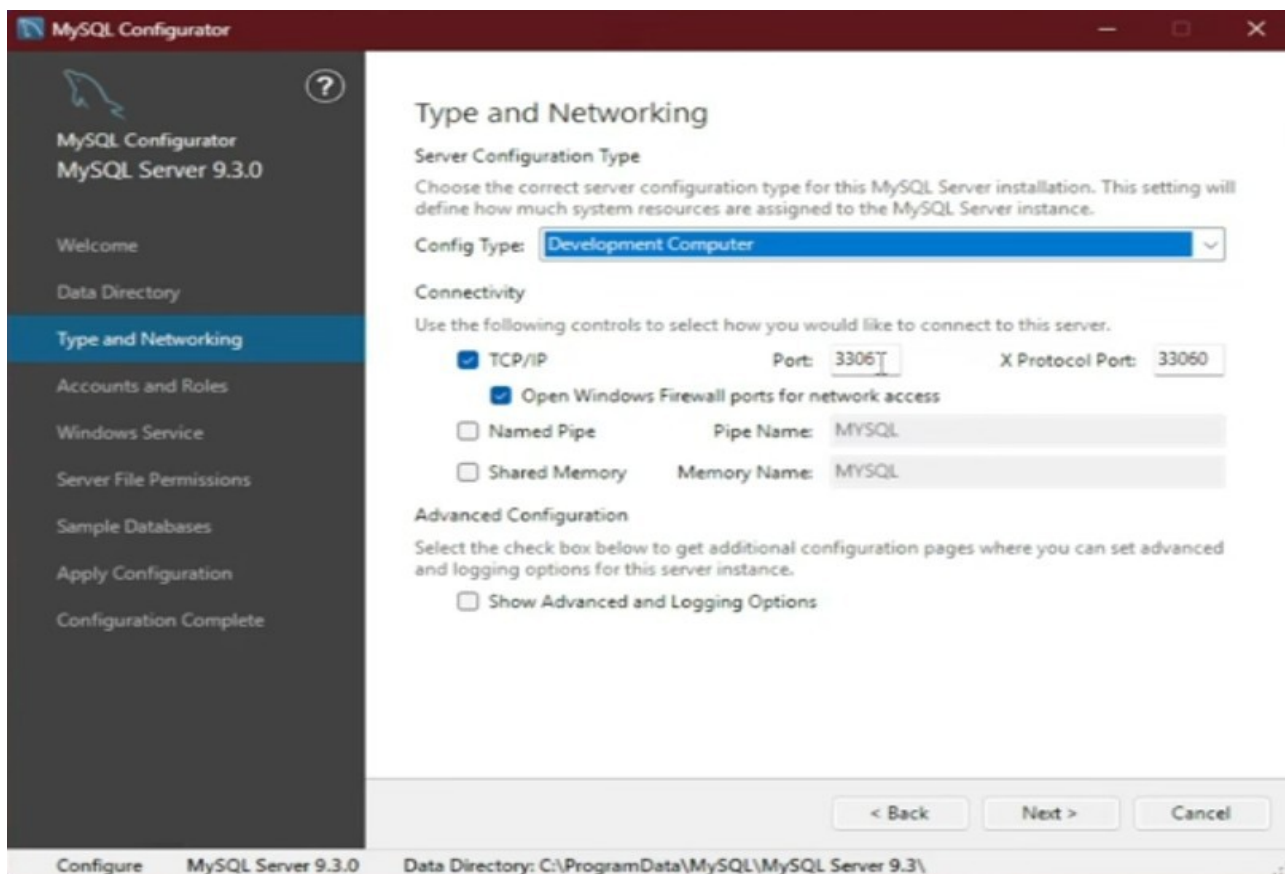 MySQL Configurator
MySQL Configurator
MySQL Server 9.3.0
Welcome
Data Directory
Type and Networking
Accounts and Roles
Windows Service
Server File Permissions
Sample Databases
Apply Configuration
Configuration Complete
Type and Networking
Server Configuration Type
Choose the correct server configuration type for this MySQL Server installation. This setting will
define how much system resources are assigned to the MySQL Server instance.
Config Type: Development Computer
Connectivity
Use the following controls to select how you would like to connect to this server.
TCP/IP Port: 3306 X Protocol Port: 33060
Open Windows Firewall ports for network access
Named Pipe Pipe Name: MYSQL
Shared Memory Memory Name: MYSQL
Advanced Configuration
Select the check box below to get additional configuration pages where you can set advanced
and logging options for this server instance.
Show Advanced and Logging Options
< Back Next > Cancel
Configure MySQL Server 9.3.0 Data Directory: C:\ProgramData\MySQL\MySQL Server 9.3\